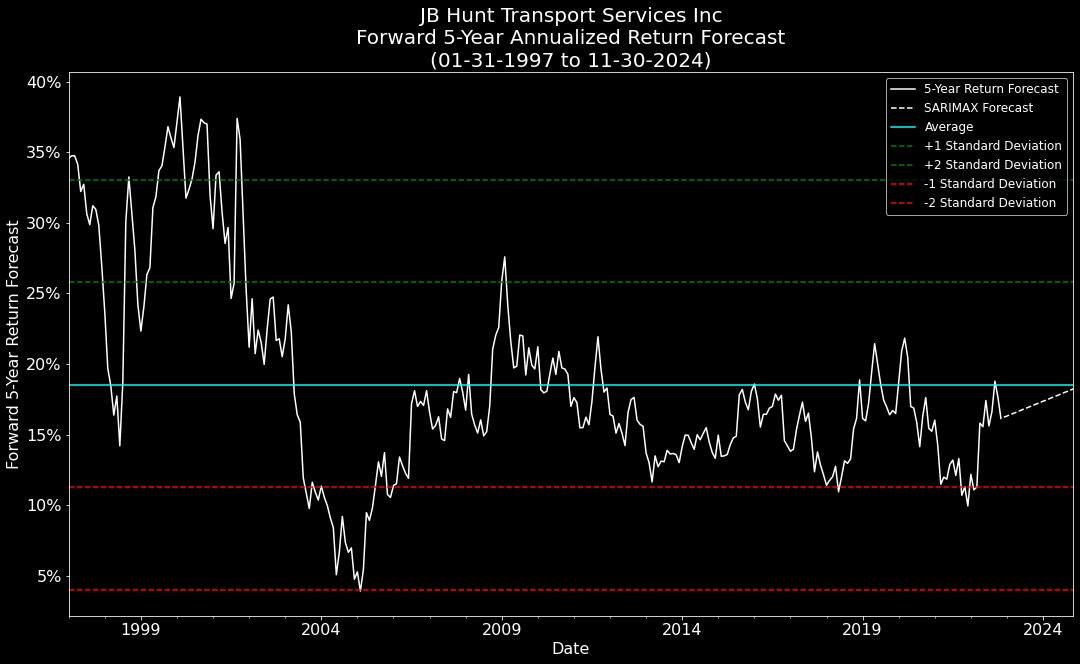 JB Hunt Transport Services Inc
Forward 5-Year Annualized Return Forecast
(01-31-1997 to 11-30-2024)
5-Year Return Forecast
SARIMAX Forecast
Average
+1 Standard Deviation
+2 Standard Deviation
-1 Standard Deviation
-2 Standard Deviation
Forward 5-Year Return Forecast
40%
35%
30%
25%
20%
15%
10%
5%
1999 2004 2009 2014 2019 2024
Date